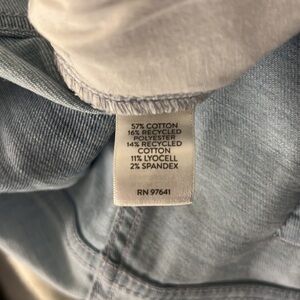 57% COTTON
16% RECYCLED
POLYESTER
14% RECYCLED
COTTON
11% LYOCELL
2% SPANDEX
RN 97641